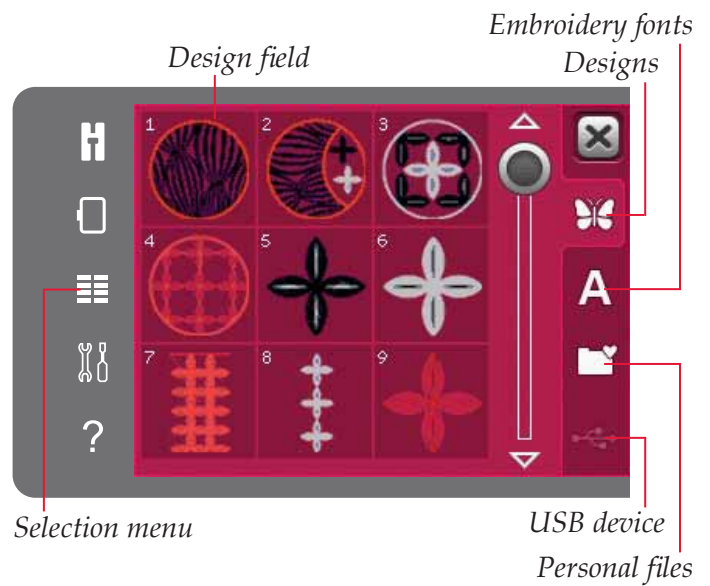 Embroidery fonts
Design field
Designs
1
2
3
4
5
6
A
7
8
9
?
Selection menu
USB device
Personal files